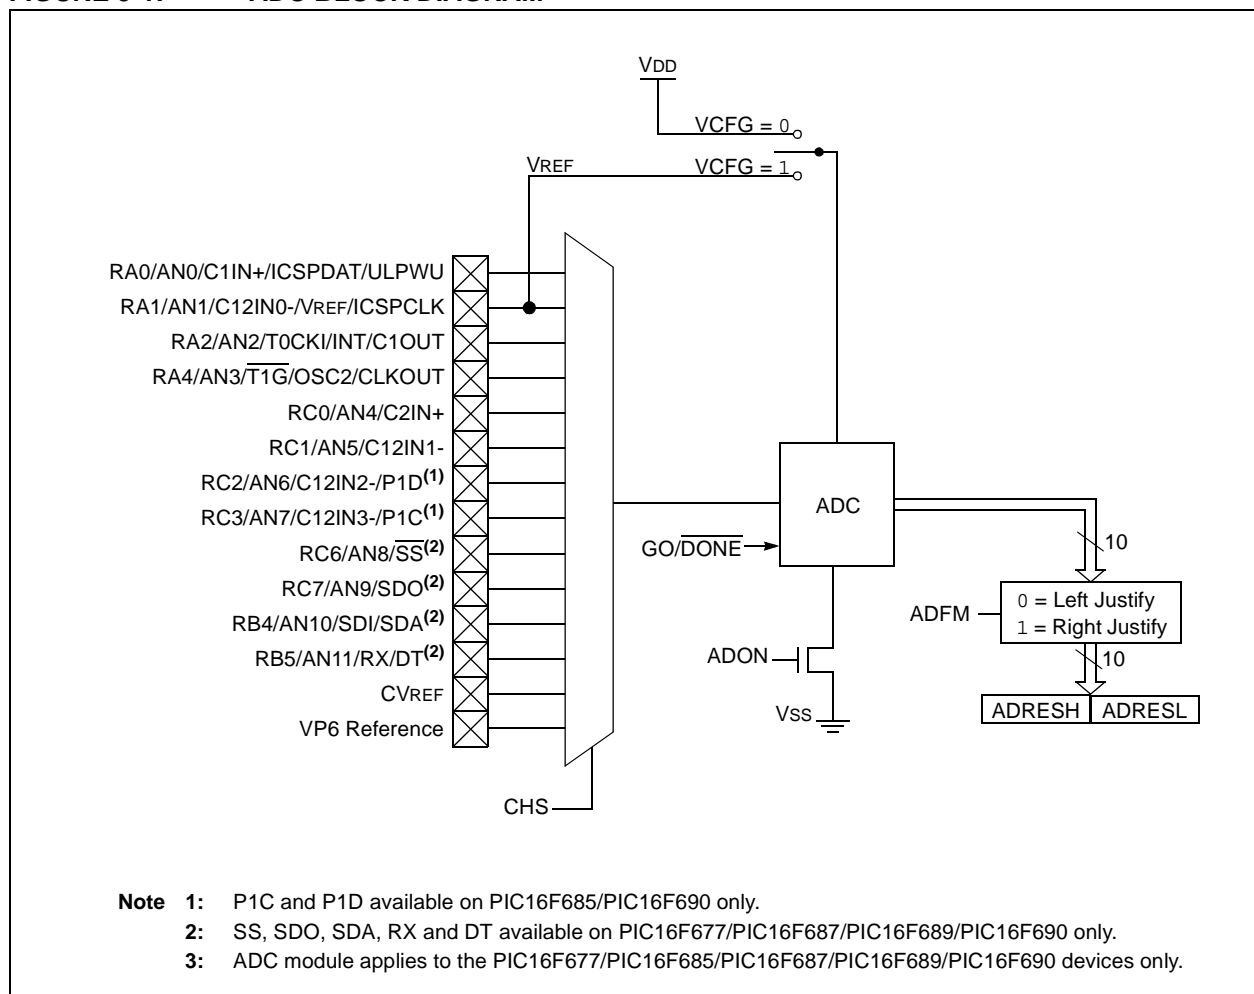 FIGURE 9-1: ADC BLOCK DIAGRAM
VDD
VCFG = 0
VREF
VCFG = 1
RA0/AN0/C1IN+/ICSPDAT/ULPWU
RA1/AN1/C12IN0-/VREF/ICSPCLK
RA2/AN2/T0CKI/INT/C1OUT
RA4/AN3/T1G/OSC2/CLKOUT
RC0/AN4/C2IN+
RC1/AN5/C12IN1-
RC2/AN6/C12IN2-/P1D(1)
RC3/AN7/C12IN3-/P1C(1)
RC6/AN8/SS(2)
RC7/AN9/SDO(2)
RB4/AN10/SDI/SDA(2)
RB5/AN11/RX/DT(2)
CVREF
VP6 Reference
CHS
ADC
GO/DONE
ADON
VSS
10
ADFM
0 = Left Justify
1 = Right Justify
10
ADRESH ADRESL
Note 1: P1C and P1D available on PIC16F685/PIC16F690 only.
2: SS, SDO, SDA, RX and DT available on PIC16F677/PIC16F687/PIC16F689/PIC16F690 only.
3: ADC module applies to the PIC16F677/PIC16F685/PIC16F687/PIC16F689/PIC16F690 devices only.